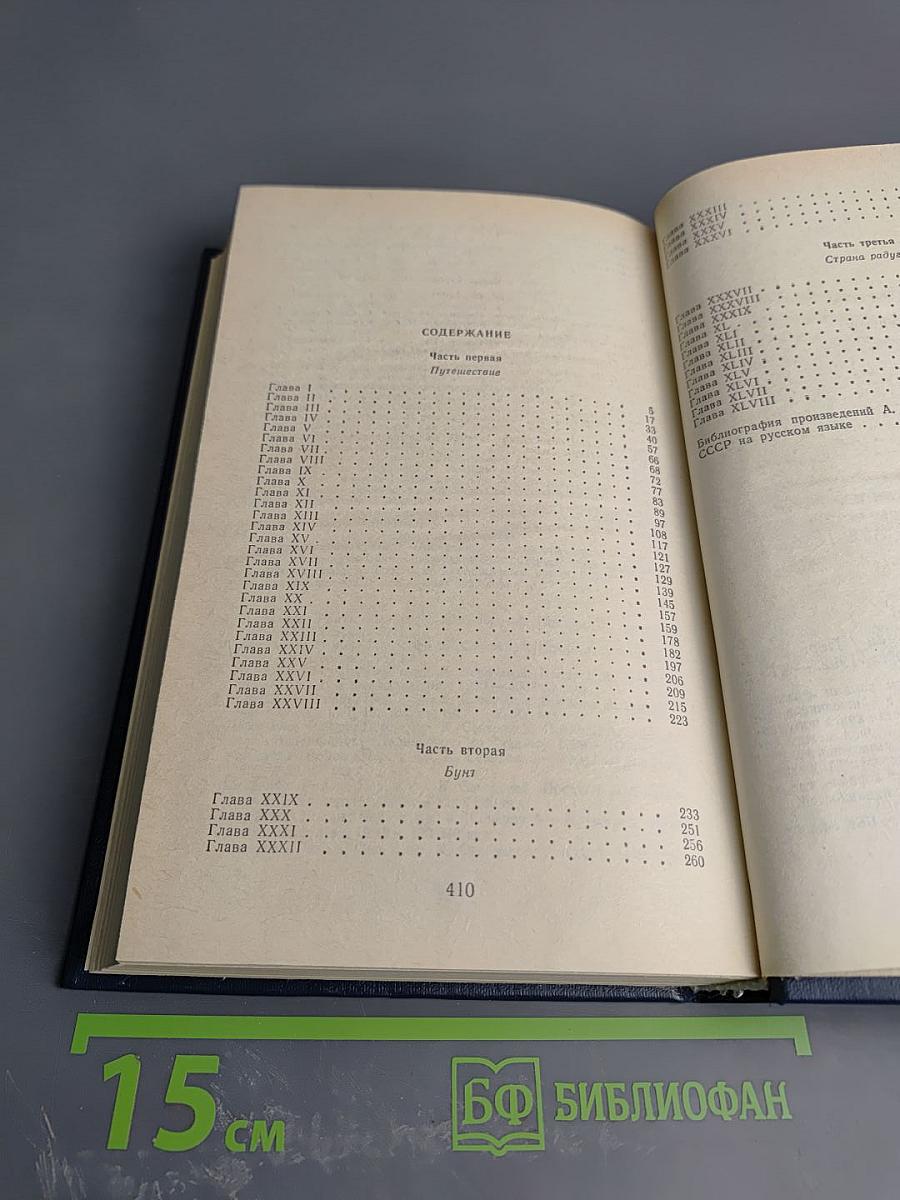 СОДЕРЖАНИЕ
Часть первая
Путешествие
Глава I . . . . . . . . . . . . . . . . 5
Глава II . . . . . . . . . . . . . . . . 17
Глава III . . . . . . . . . . . . . . . . 33
Глава IV . . . . . . . . . . . . . . . . 40
Глава V . . . . . . . . . . . . . . . . 57
Глава VI . . . . . . . . . . . . . . . . 66
Глава VII . . . . . . . . . . . . . . . . 68
Глава VIII . . . . . . . . . . . . . . . . 72
Глава IX . . . . . . . . . . . . . . . . 77
Глава X . . . . . . . . . . . . . . . . 83
Глава XI . . . . . . . . . . . . . . . . 89
Глава XII . . . . . . . . . . . . . . . . 97
Глава XIII . . . . . . . . . . . . . . . . 108
Глава XIV . . . . . . . . . . . . . . . . 117
Глава XV . . . . . . . . . . . . . . . . 121
Глава XVI . . . . . . . . . . . . . . . . 127
Глава XVII . . . . . . . . . . . . . . . . 129
Глава XVIII . . . . . . . . . . . . . . . . 139
Глава XIX . . . . . . . . . . . . . . . . 145
Глава XX . . . . . . . . . . . . . . . . 157
Глава XXI . . . . . . . . . . . . . . . . 159
Глава XXII . . . . . . . . . . . . . . . . 178
Глава XXIII . . . . . . . . . . . . . . . . 182
Глава XXIV . . . . . . . . . . . . . . . . 197
Глава XXV . . . . . . . . . . . . . . . . 206
Глава XXVI . . . . . . . . . . . . . . . . 209
Глава XXVII . . . . . . . . . . . . . . . . 215
Глава XXVIII . . . . . . . . . . . . . . . . 223
Часть вторая
Бунт
Глава XXIX . . . . . . . . . . . . . . . . 233
Глава XXX . . . . . . . . . . . . . . . . 251
Глава XXXI . . . . . . . . . . . . . . . . 256
Глава XXXII . . . . . . . . . . . . . . . . 260
410
Глава XXXIII . . . . . . . .
Глава XXXIV . . . . . . . .
Глава XXXV . . . . . . . .
Глава XXXVI . . . . . . . .
Часть третья
Страна радуг
Глава XXXVII . . . . . . . .
Глава XXXVIII . . . . . . . .
Глава XXXIX . . . . . . . .
Глава XL . . . . . . . .
Глава XLI . . . . . . . .
Глава XLII . . . . . . . .
Глава XLIII . . . . . . . .
Глава XLIV . . . . . . . .
Глава XLV . . . . . . . .
Глава XLVI . . . . . . . .
Глава XLVII . . . . . . . .
Глава XLVIII . . . . . . . .
Библиография произведений А.
СССР на русском языке . . .
15 см
БФ БИБЛИОФАН